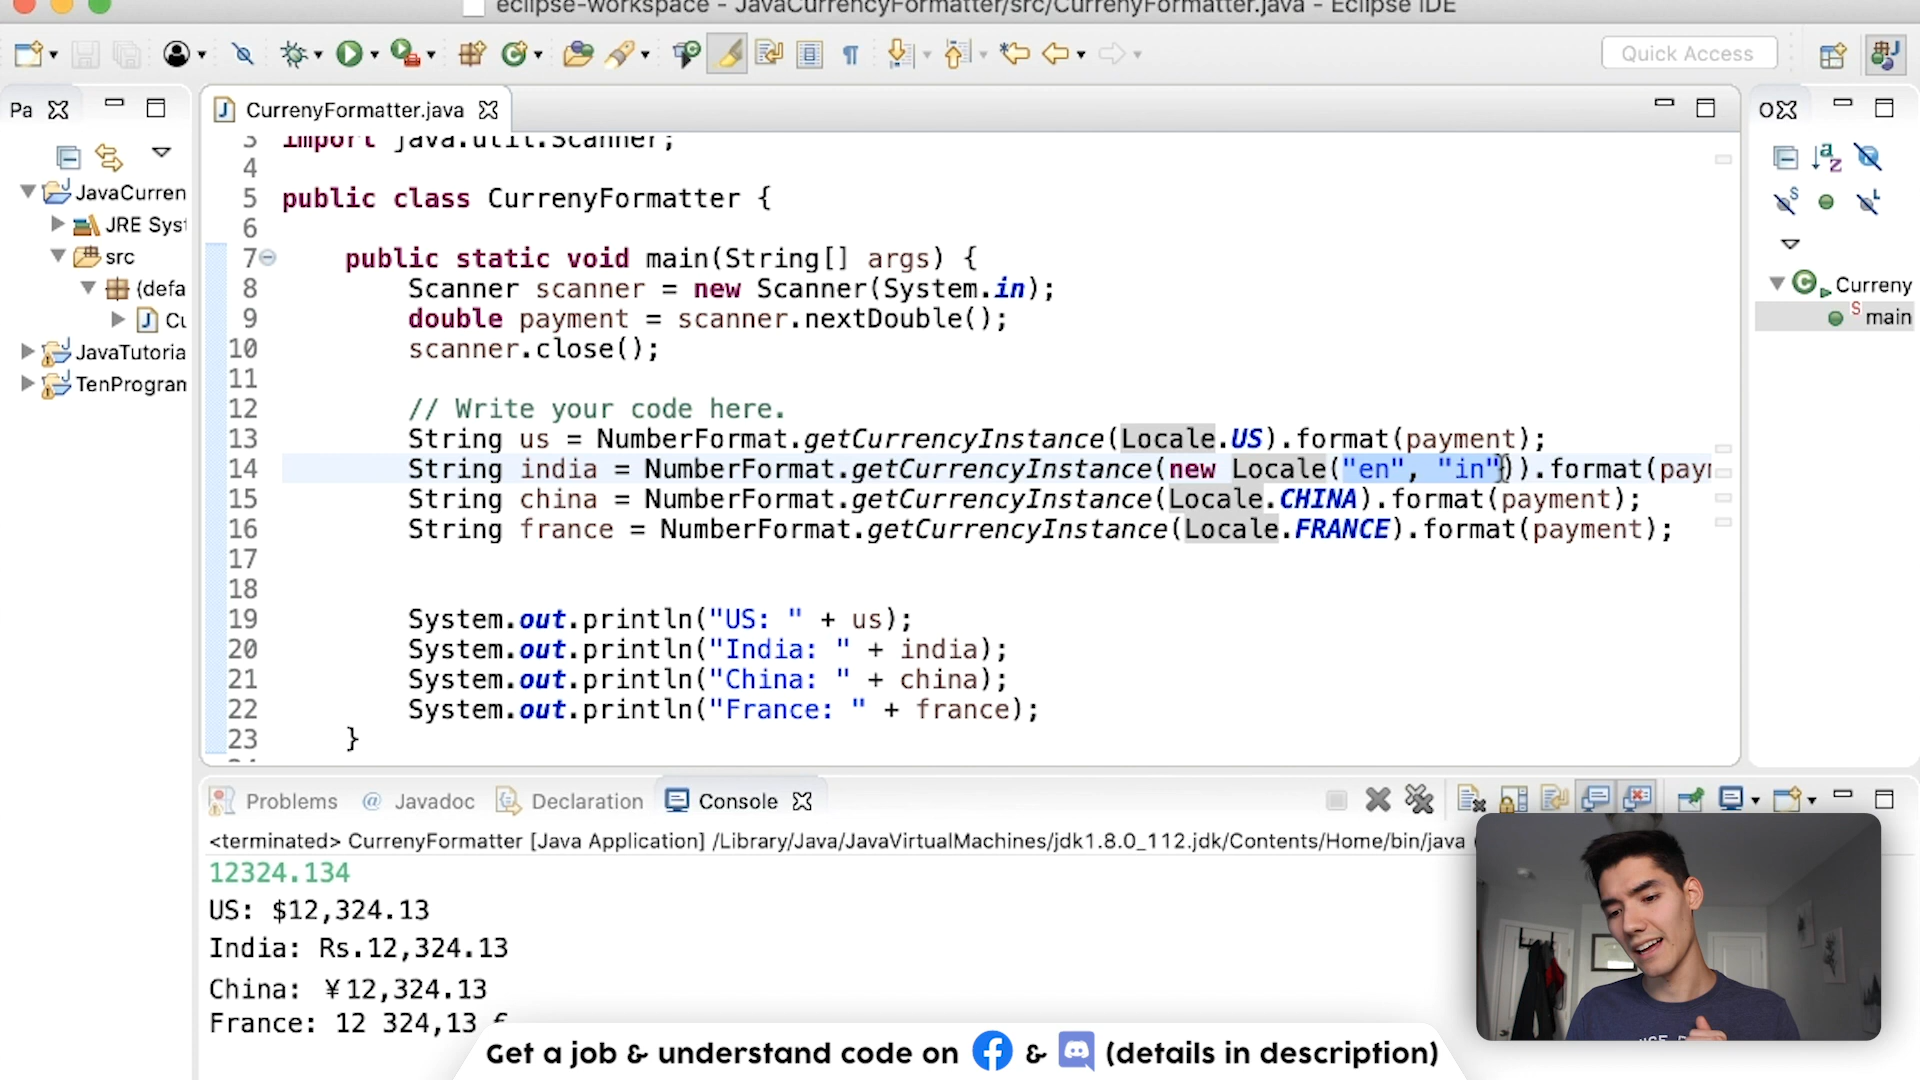 eclipse-workspace - JavaCurrencyFormatter/src/CurrenyFormatter.java - Eclipse IDE
Quick Access
Pa
CurrenyFormatter.java
O
JavaCurren
JRE Syst
src
(defa
Cu
JavaTutoria
TenProgran
3 import java.util.Scanner;
4
5 public class CurrenyFormatter {
6
7 public static void main(String[] args) {
8 Scanner scanner = new Scanner(System.in);
9 double payment = scanner.nextDouble();
10 scanner.close();
11
12 // Write your code here.
13 String us = NumberFormat.getCurrencyInstance(Locale.US).format(payment);
14 String india = NumberFormat.getCurrencyInstance(new Locale("en", "in")).format(payr
15 String china = NumberFormat.getCurrencyInstance(Locale.CHINA).format(payment);
16 String france = NumberFormat.getCurrencyInstance(Locale.FRANCE).format(payment);
17
18
19 System.out.println("US: " + us);
20 System.out.println("India: " + india);
21 System.out.println("China: " + china);
22 System.out.println("France: " + france);
23 }
Curreny
S main
Problems @ Javadoc Declaration Console
<terminated> CurrenyFormatter [Java Application] /Library/Java/JavaVirtualMachines/jdk1.8.0_112.jdk/Contents/Home/bin/java (
12324.134
US: $12,324.13
India: Rs.12,324.13
China: ￥12,324.13
France: 12 324,13 €
Get a job & understand code on & (details in description)